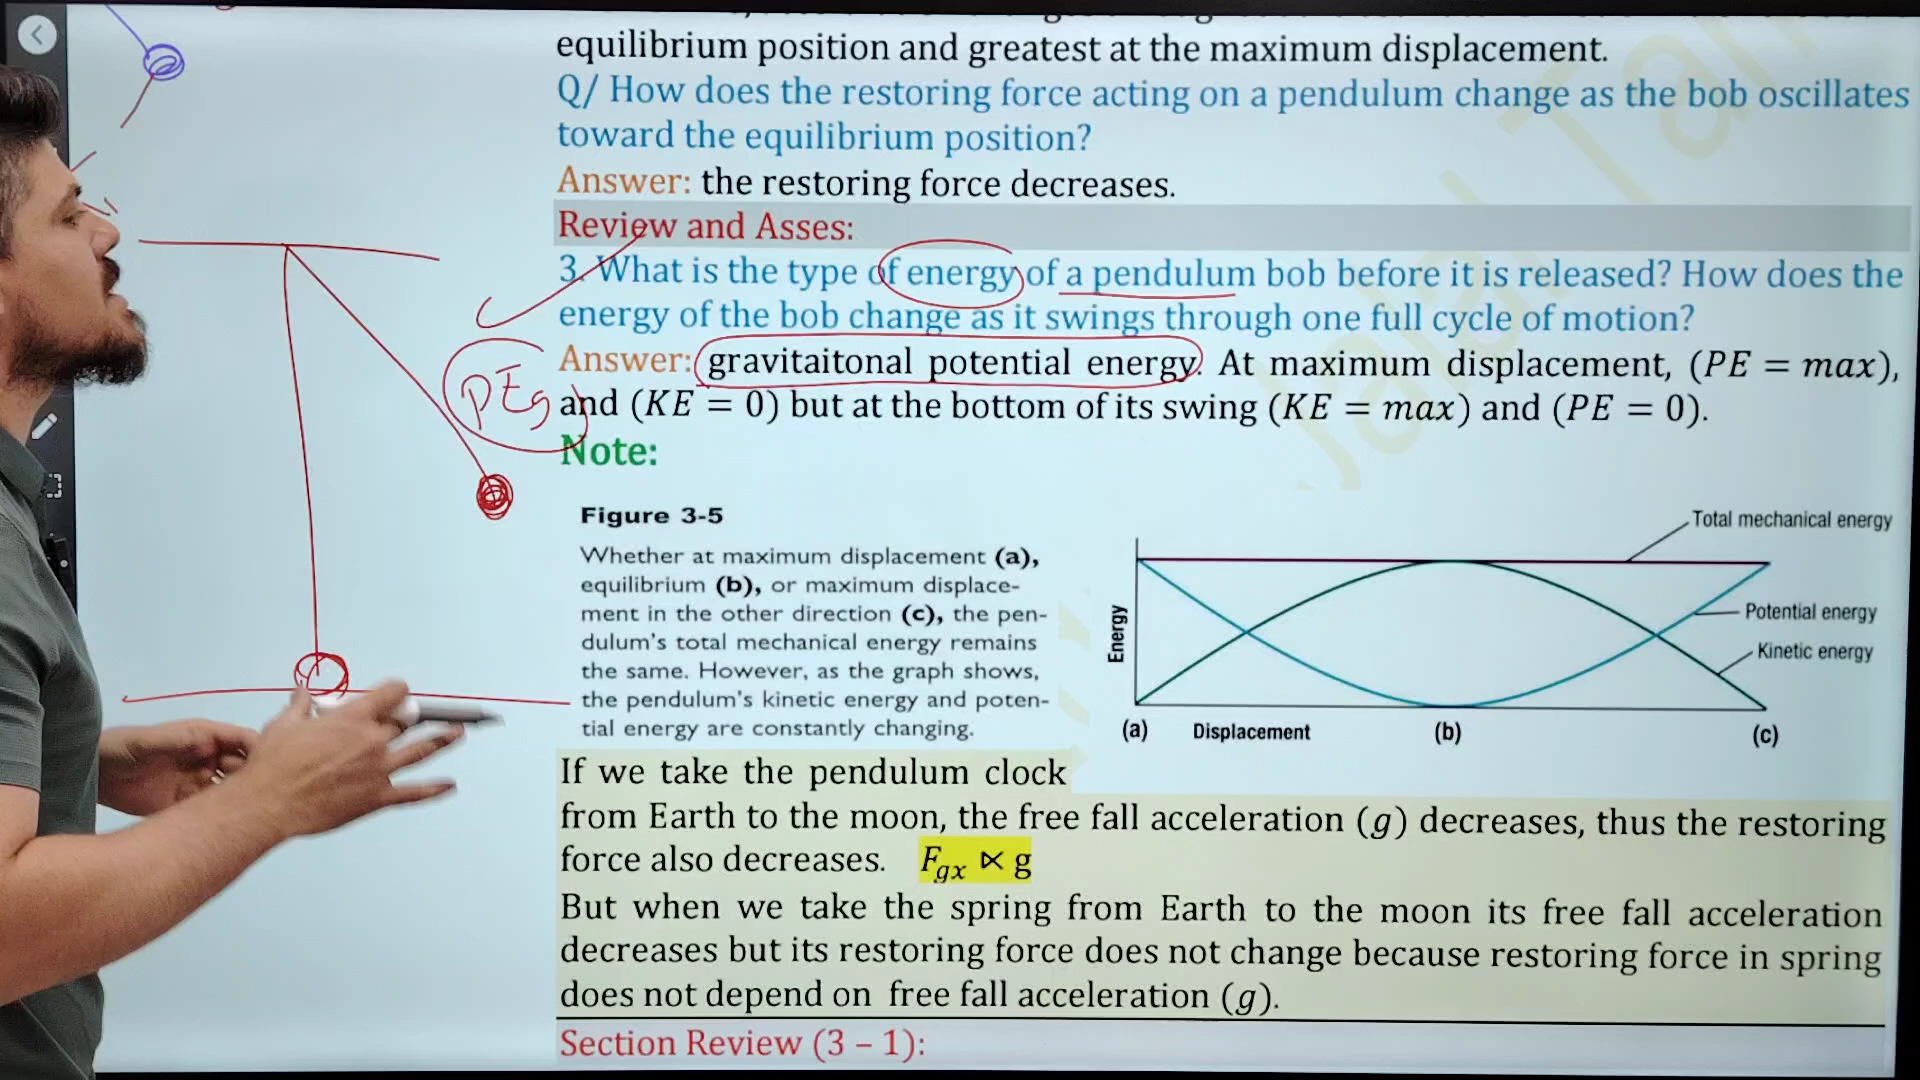 equilibrium position and greatest at the maximum displacement.
Q/ How does the restoring force acting on a pendulum change as the bob oscillates
toward the equilibrium position?
Answer: the restoring force decreases.
Review and Asses:
3. What is the type of energy of a pendulum bob before it is released? How does the
energy of the bob change as it swings through one full cycle of motion?
Answer: gravitaitonal potential energy. At maximum displacement, (PE = max),
and (KE = 0) but at the bottom of its swing (KE = max) and (PE = 0).
PEg
Note:
Figure 3-5
Whether at maximum displacement (a),
equilibrium (b), or maximum displace-
ment in the other direction (c), the pen-
dulum's total mechanical energy remains
the same. However, as the graph shows,
the pendulum's kinetic energy and poten-
tial energy are constantly changing.
Total mechanical energy
Potential energy
Kinetic energy
Energy
(a) Displacement (b) (c)
If we take the pendulum clock
from Earth to the moon, the free fall acceleration (g) decreases, thus the restoring
force also decreases. Fgx ⋉ g
But when we take the spring from Earth to the moon its free fall acceleration
decreases but its restoring force does not change because restoring force in spring
does not depend on free fall acceleration (g).
Section Review (3 – 1):